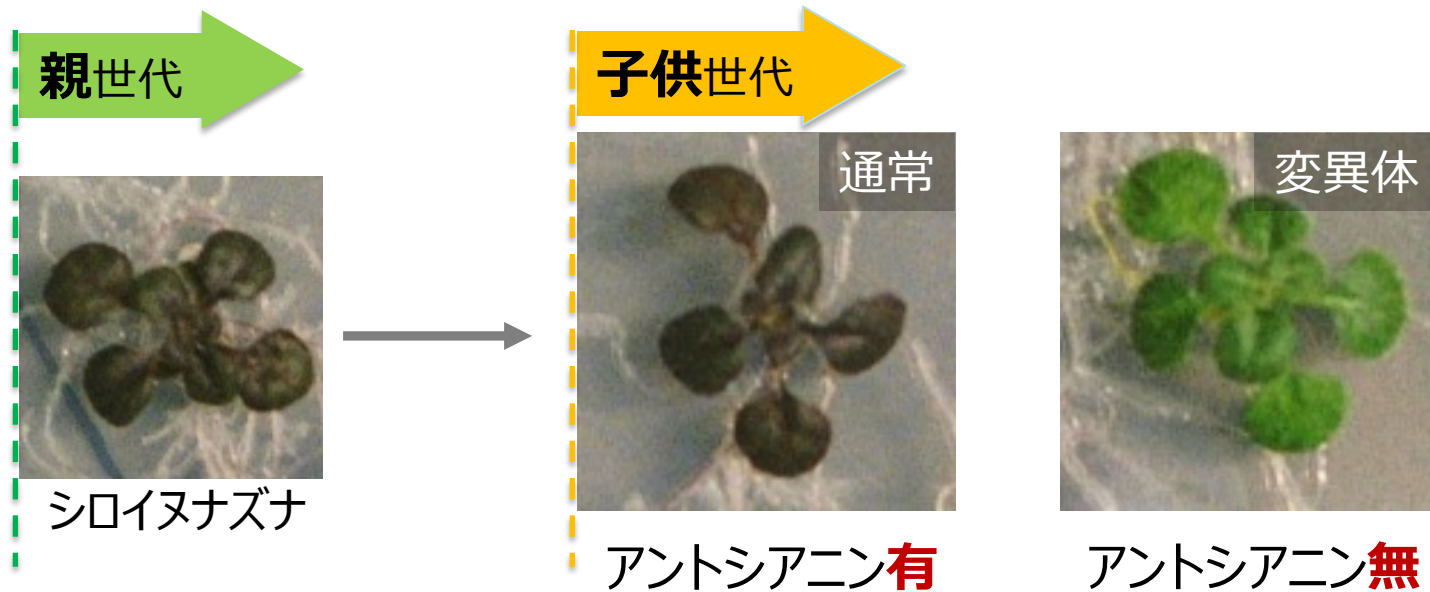 親世代
子供世代
通常
変異体
シロイヌナズナ
アントシアニン有
アントシアニン無